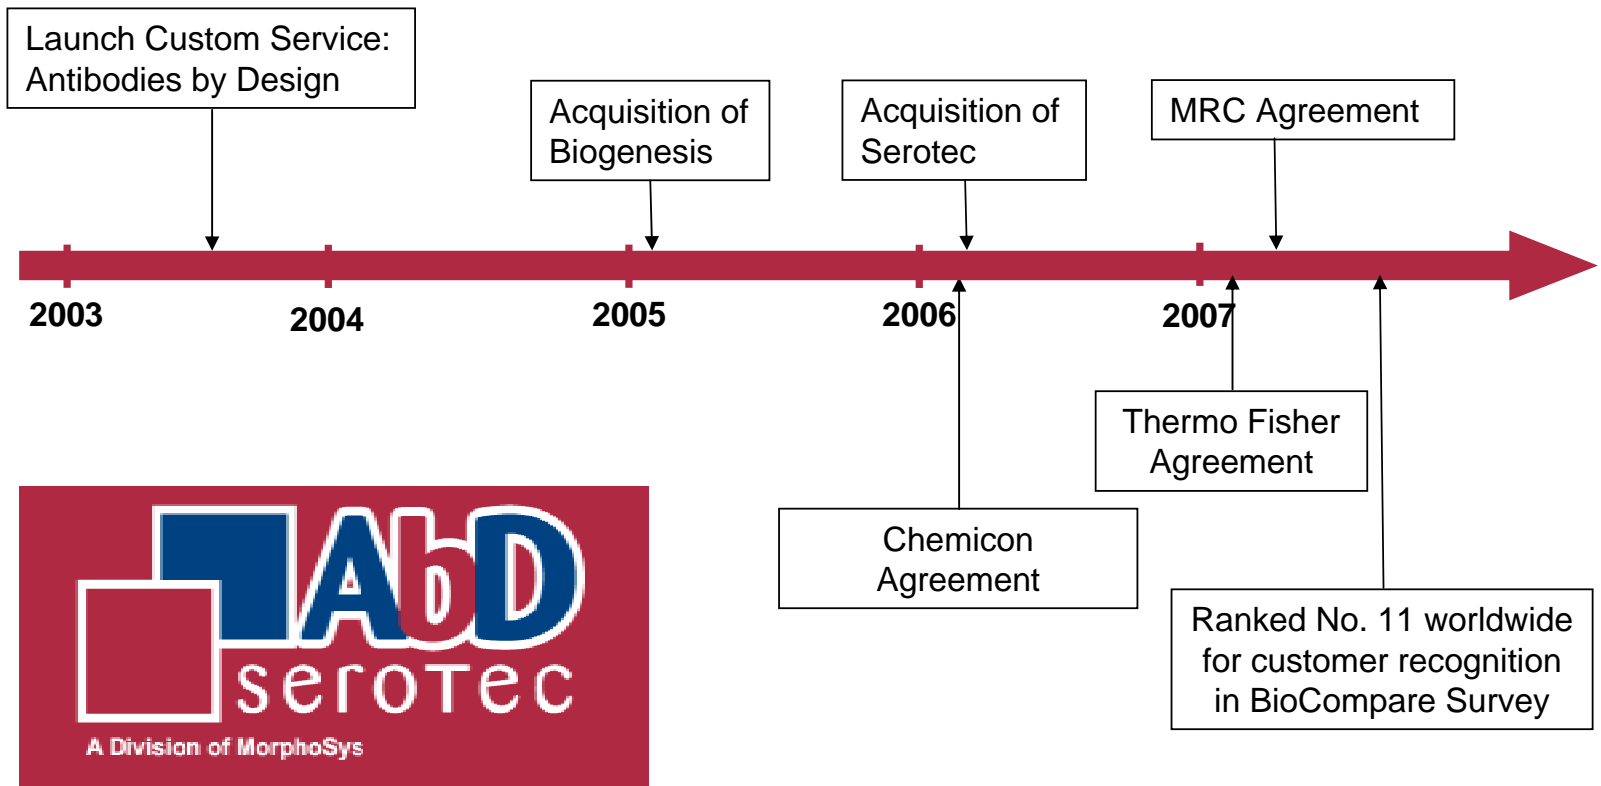 Launch Custom Service:
Antibodies by Design
Acquisition of
Biogenesis
Acquisition of
Serotec
MRC Agreement
2003
2004
2005
2006
2007
Thermo Fisher
Agreement
Chemicon
Agreement
Ranked No. 11 worldwide
for customer recognition
in BioCompare Survey
AbD
serotec
A Division of MorphoSys